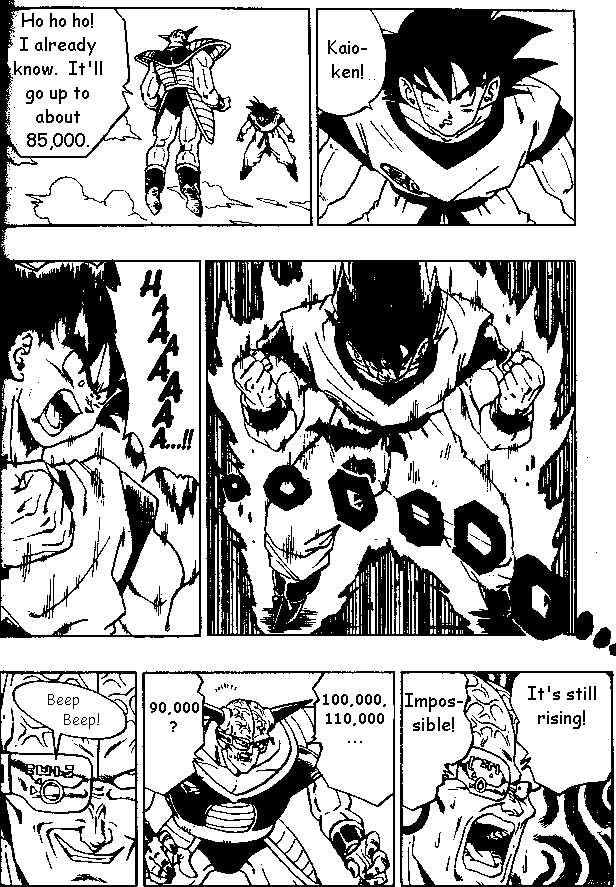 Ho ho ho!
I already
know. It'll
go up to
about
85,000.
Kaio-
ken!
HAAAAAAA...!!
OOOOOO...
Beep
Beep!
90,000
?
100,000,
110,000
...
Impos-
sible!
It's still
rising!